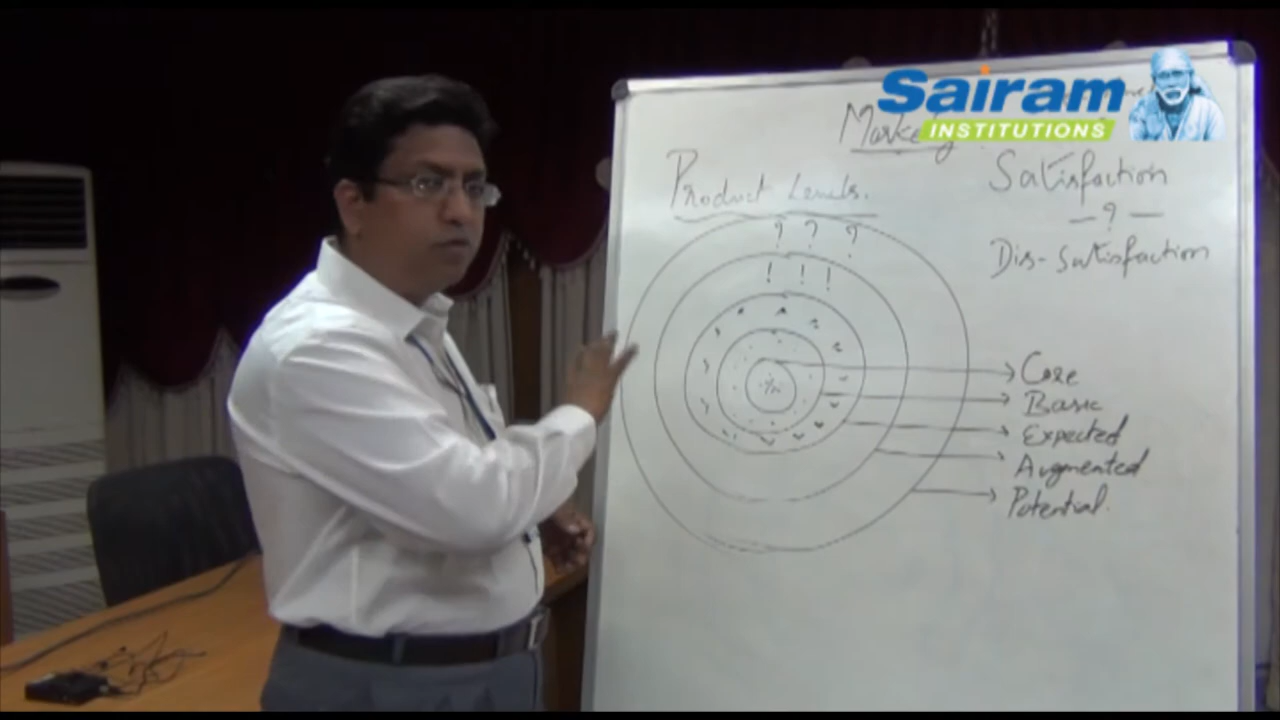 Sairam
INSTITUTIONS
Product Levels.
Satisfaction
— ? —
Dis-Satisfaction
? ? ?
! ! !
Core
Basic
Expected
Augmented
Potential.